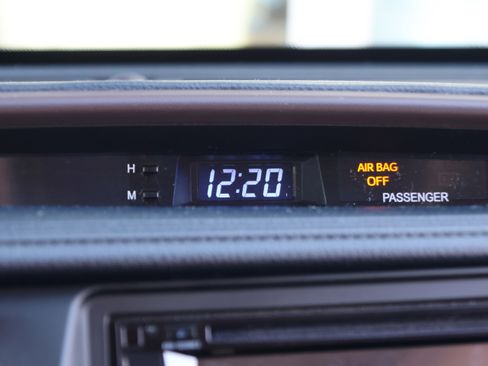 H
12:20
AIR BAG
OFF
M
PASSENGER